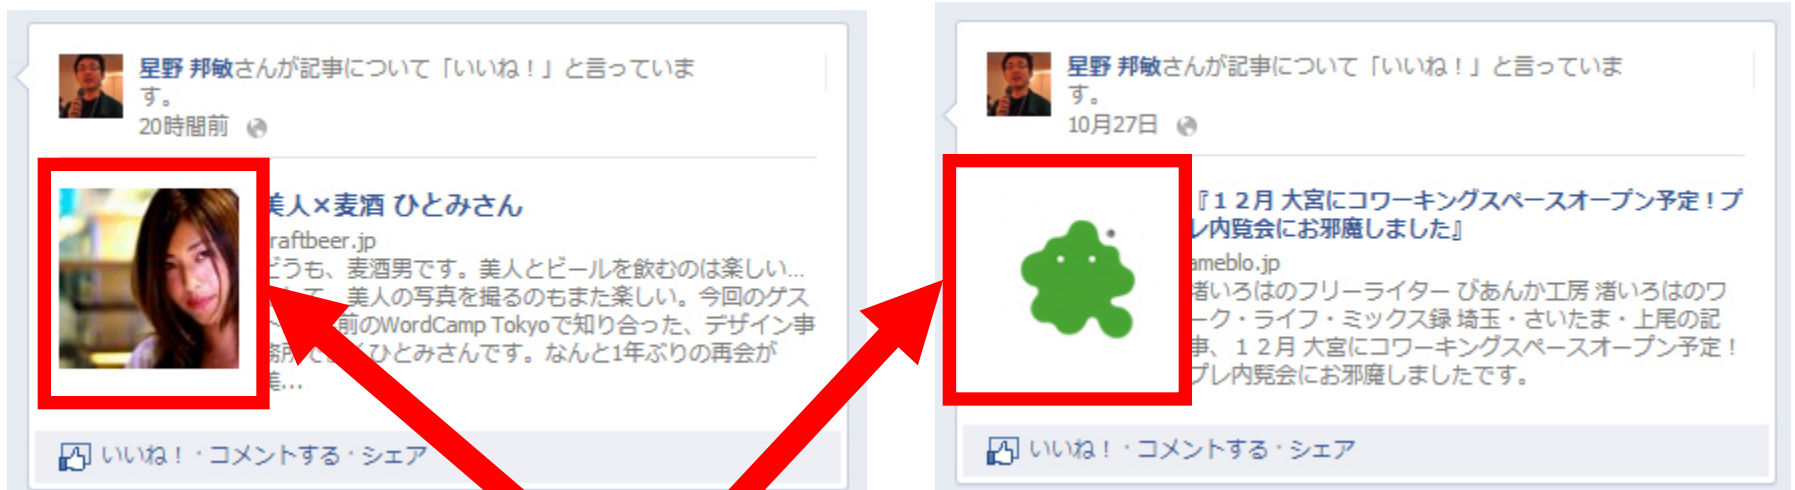 星野 邦敏さんが記事について「いいね！」と言っていま
す。
20時間前
美人×麦酒 ひとみさん
raftbeer.jp
どうも、麦酒男です。美人とビールを飲むのは楽しい...
美人の写真を撮るのもまた楽しい。今回のゲス
前のWordCamp Tokyoで知り合った、デザイン事
務所で くひとみさんです。なんと1年ぶりの再会が
美...
いいね！・コメントする・シェア
星野 邦敏さんが記事について「いいね！」と言っていま
す。
10月27日
『１２月 大宮にコワーキングスペースオープン予定！プ
レ内覧会にお邪魔しました』
ameblo.jp
渚いろはのフリーライター びあんか工房 渚いろはのワ
ーク・ライフ・ミックス録 埼玉・さいたま・上尾の記
事、１２月 大宮にコワーキングスペースオープン予定！
プレ内覧会にお邪魔しましたです。
いいね！・コメントする・シェア